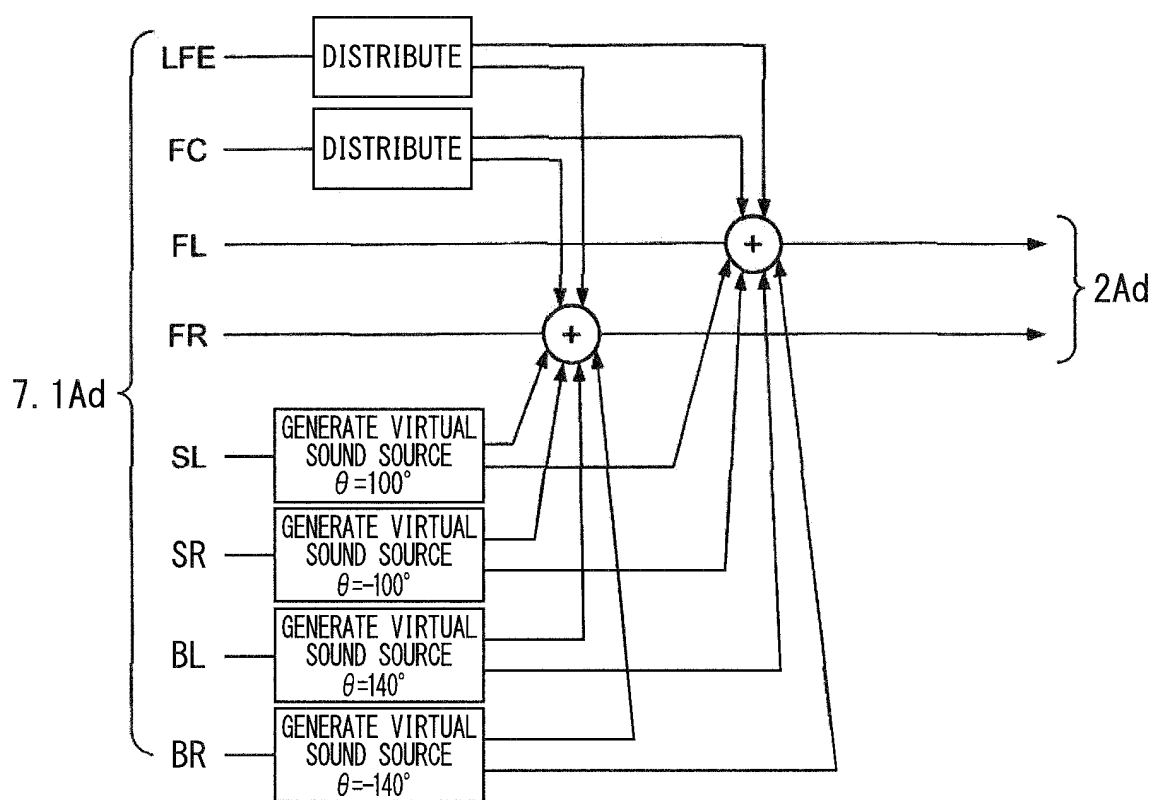 LFE
DISTRIBUTE
FC
DISTRIBUTE
FL
+
2Ad
FR
+
7.1Ad
SL
GENERATE VIRTUAL
SOUND SOURCE
θ=100°
SR
GENERATE VIRTUAL
SOUND SOURCE
θ=-100°
BL
GENERATE VIRTUAL
SOUND SOURCE
θ=140°
BR
GENERATE VIRTUAL
SOUND SOURCE
θ=-140°